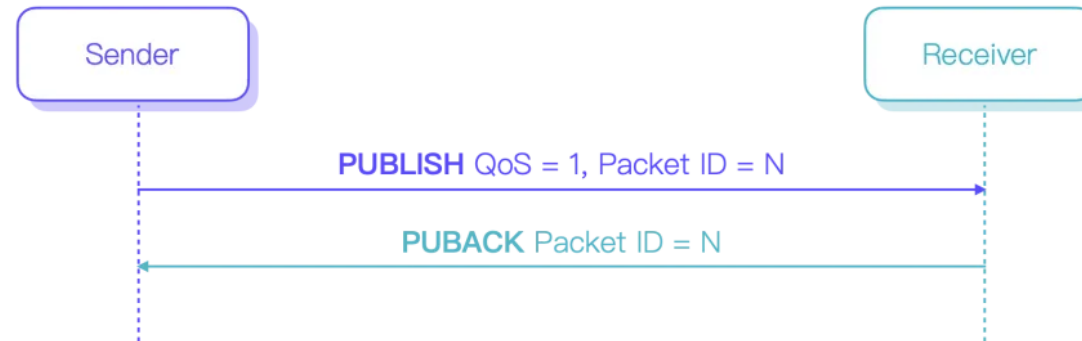 Sender
Receiver
PUBLISH QoS = 1, Packet ID = N
PUBACK Packet ID = N